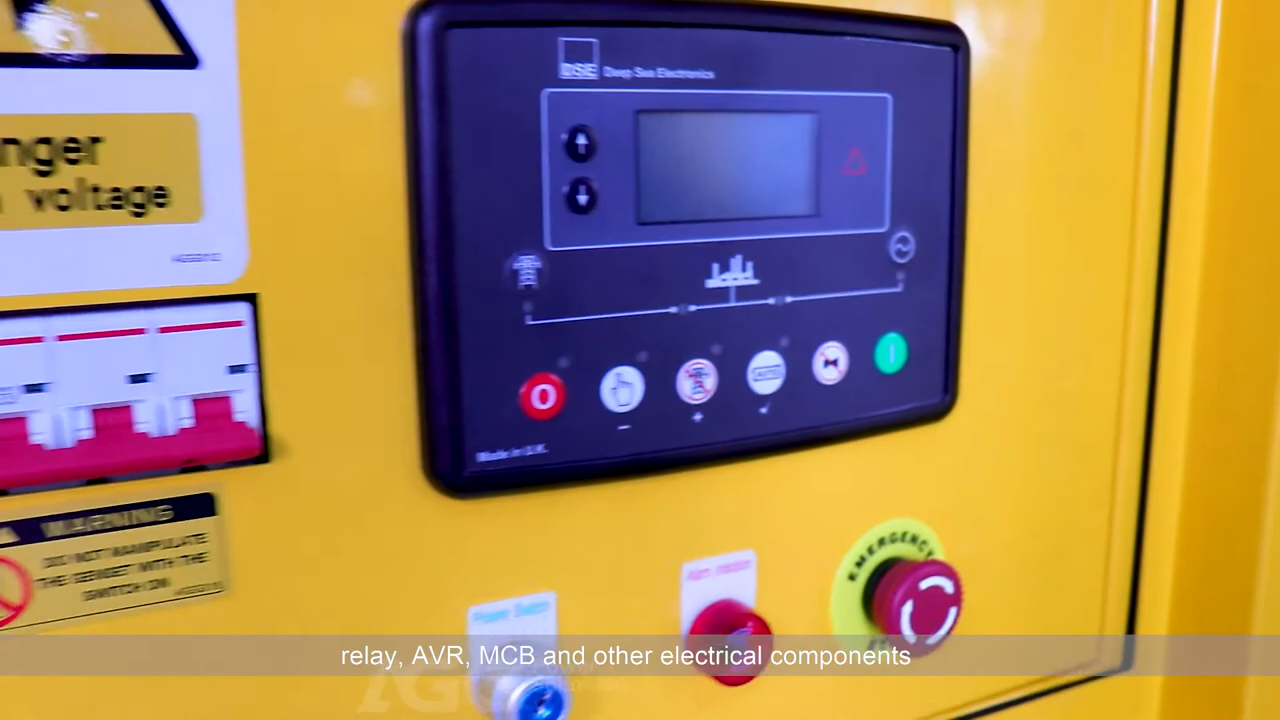 nger
voltage
DSE Deep Sea Electronics
O
AUTO
Made in U.K.
WARNING
DO NOT MANIPULATE
THE GENSET WITH THE
SWITCH ON
EMERGENCY
relay, AVR, MCB and other electrical components